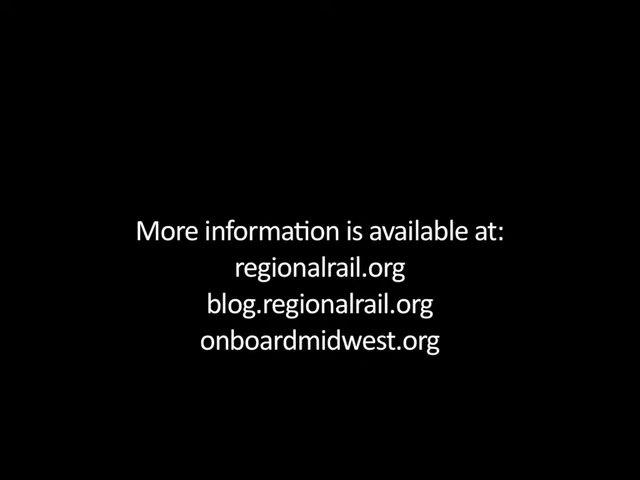 More information is available at:
regionalrail.org
blog.regionalrail.org
onboardmidwest.org